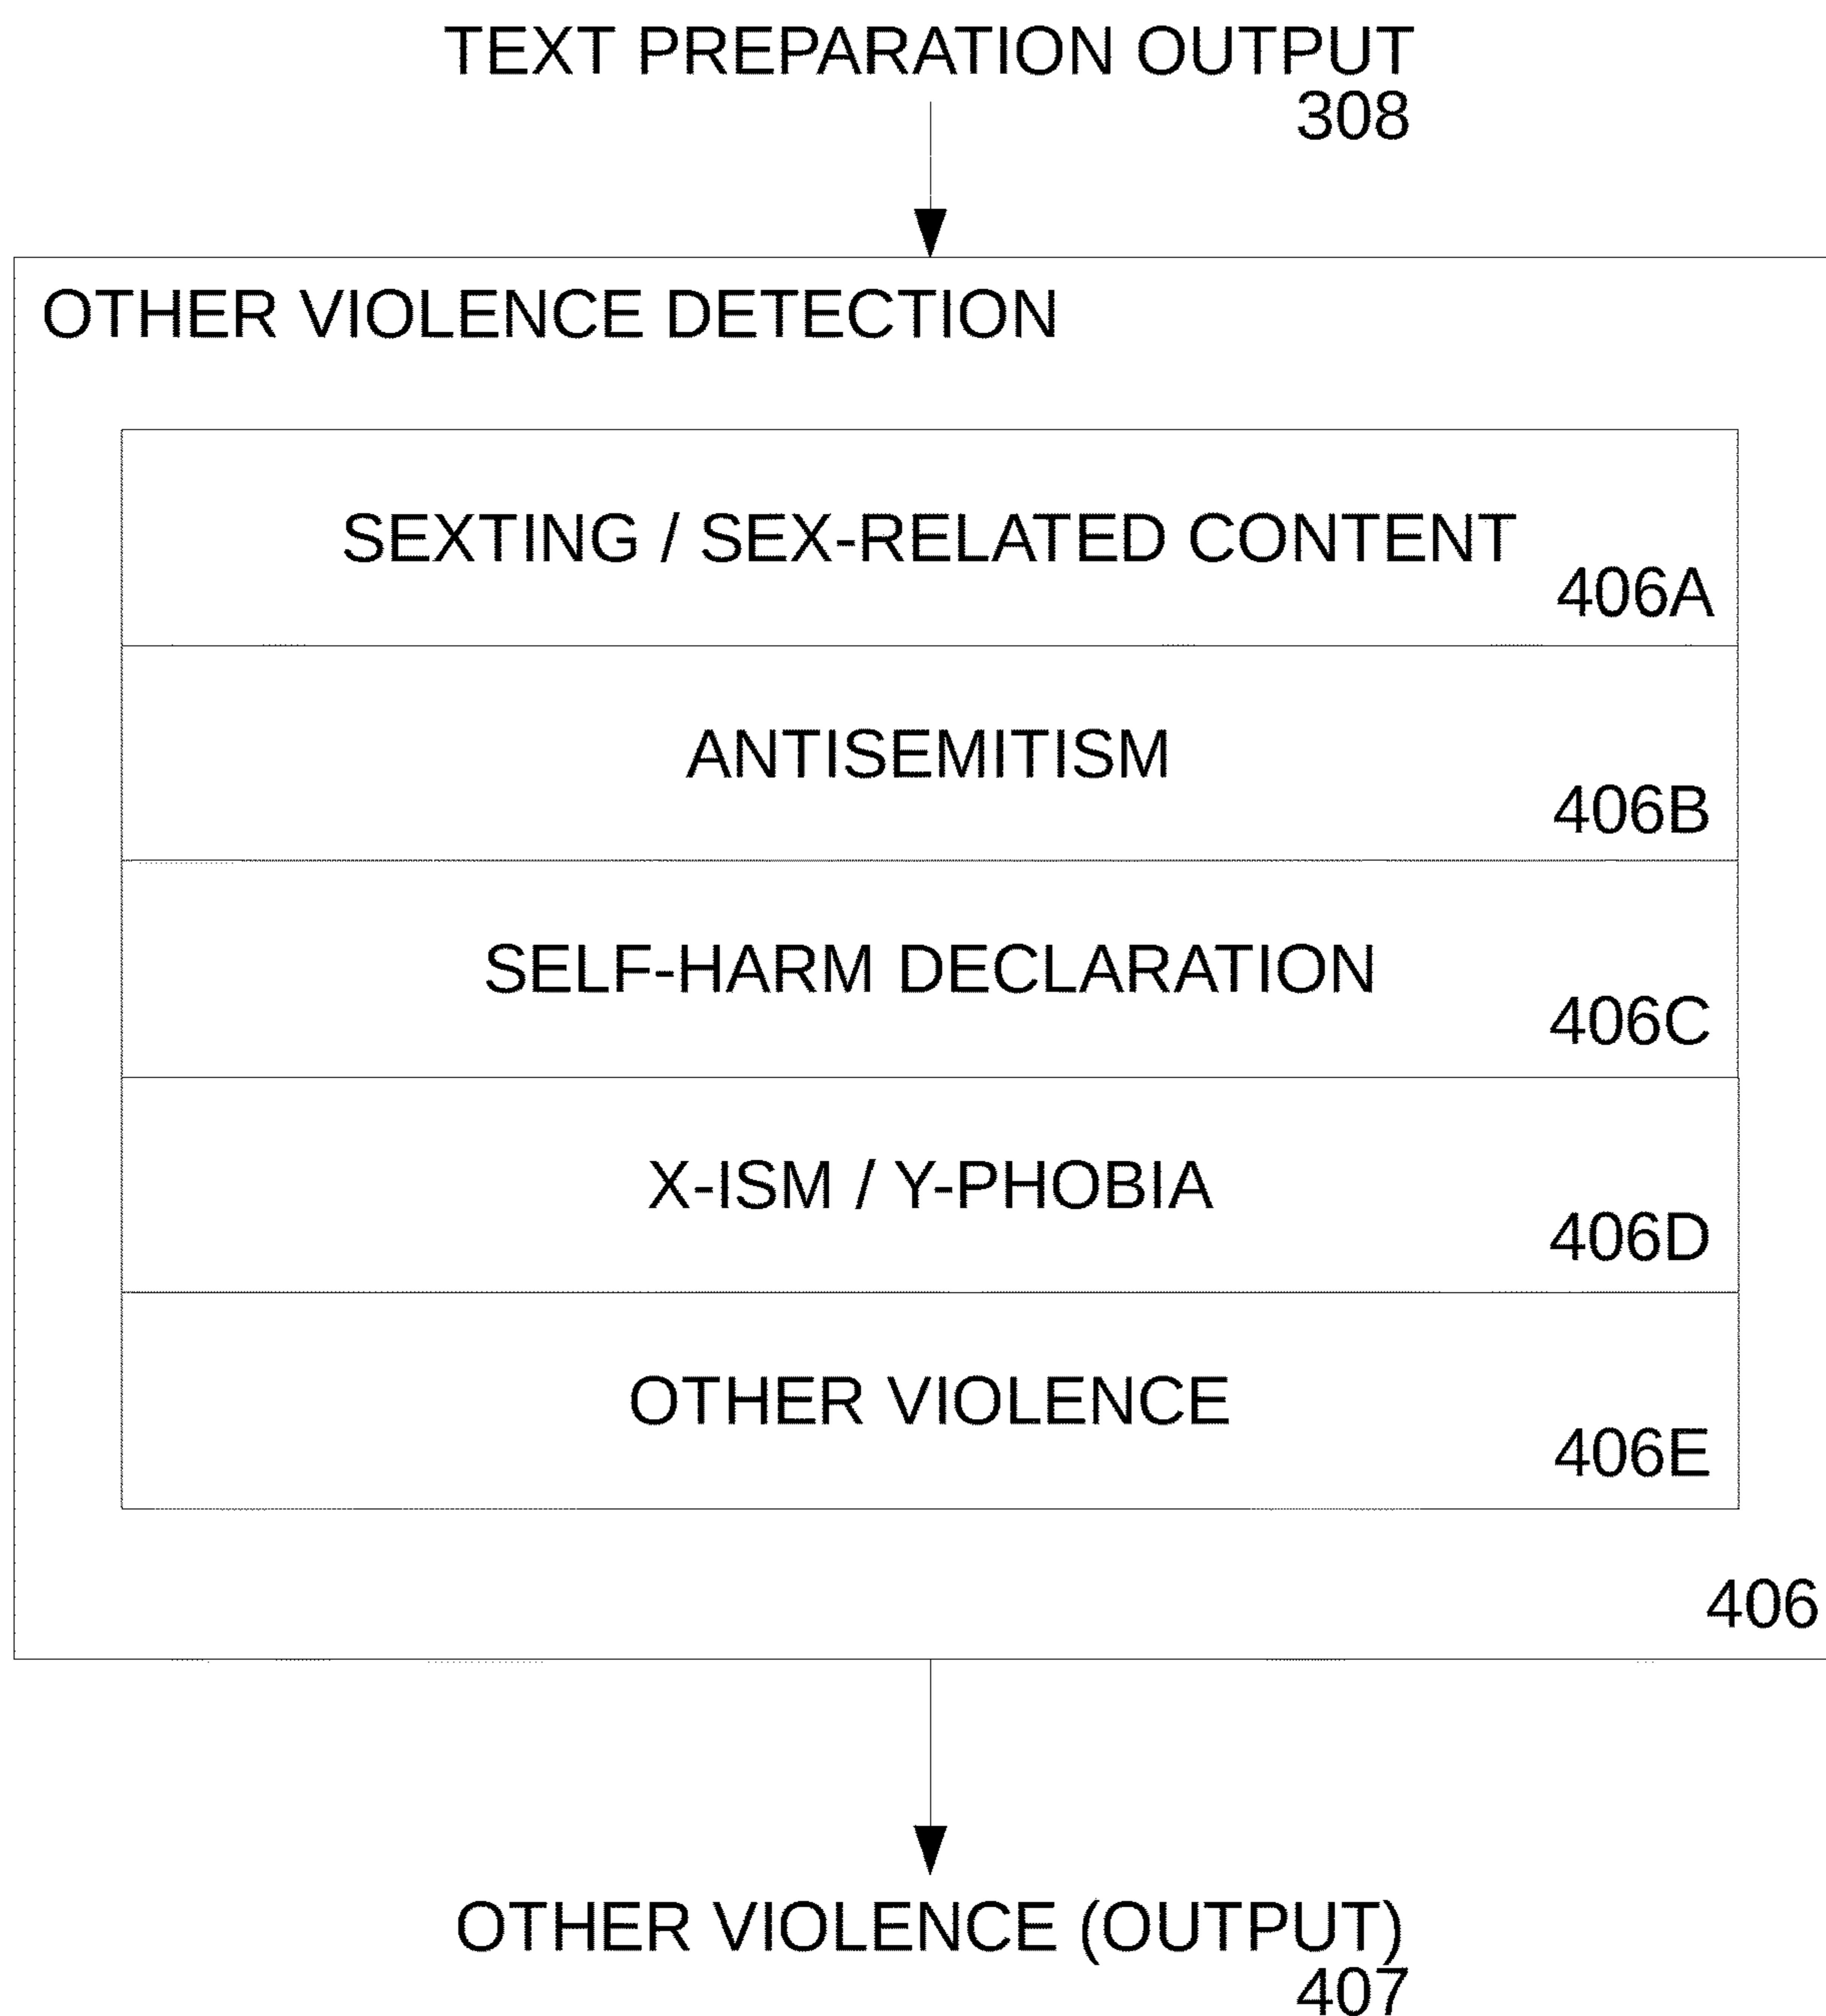 TEXT PREPARATION OUTPUT
308
OTHER VIOLENCE DETECTION
SEXTING / SEX-RELATED CONTENT
406A
ANTISEMITISM
406B
SELF-HARM DECLARATION
406C
X-ISM / Y-PHOBIA
406D
OTHER VIOLENCE
406E
406
OTHER VIOLENCE (OUTPUT)
407